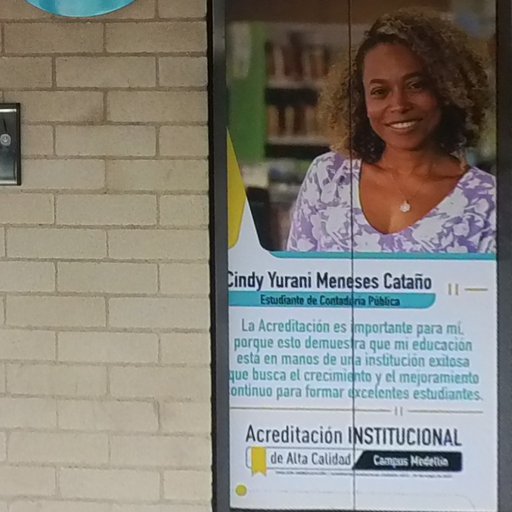 Cindy Yurani Meneses Cataño
Estudiante de Contaduría Pública
La Acreditación es importante para mí,
porque esto demuestra que mi educación
está en manos de una institución exitosa
que busca el crecimiento y el mejoramiento
ontinuo para formar excelentes estudiantes.
Acreditación INSTITUCIONAL
de Alta Calidad Campus Medellín